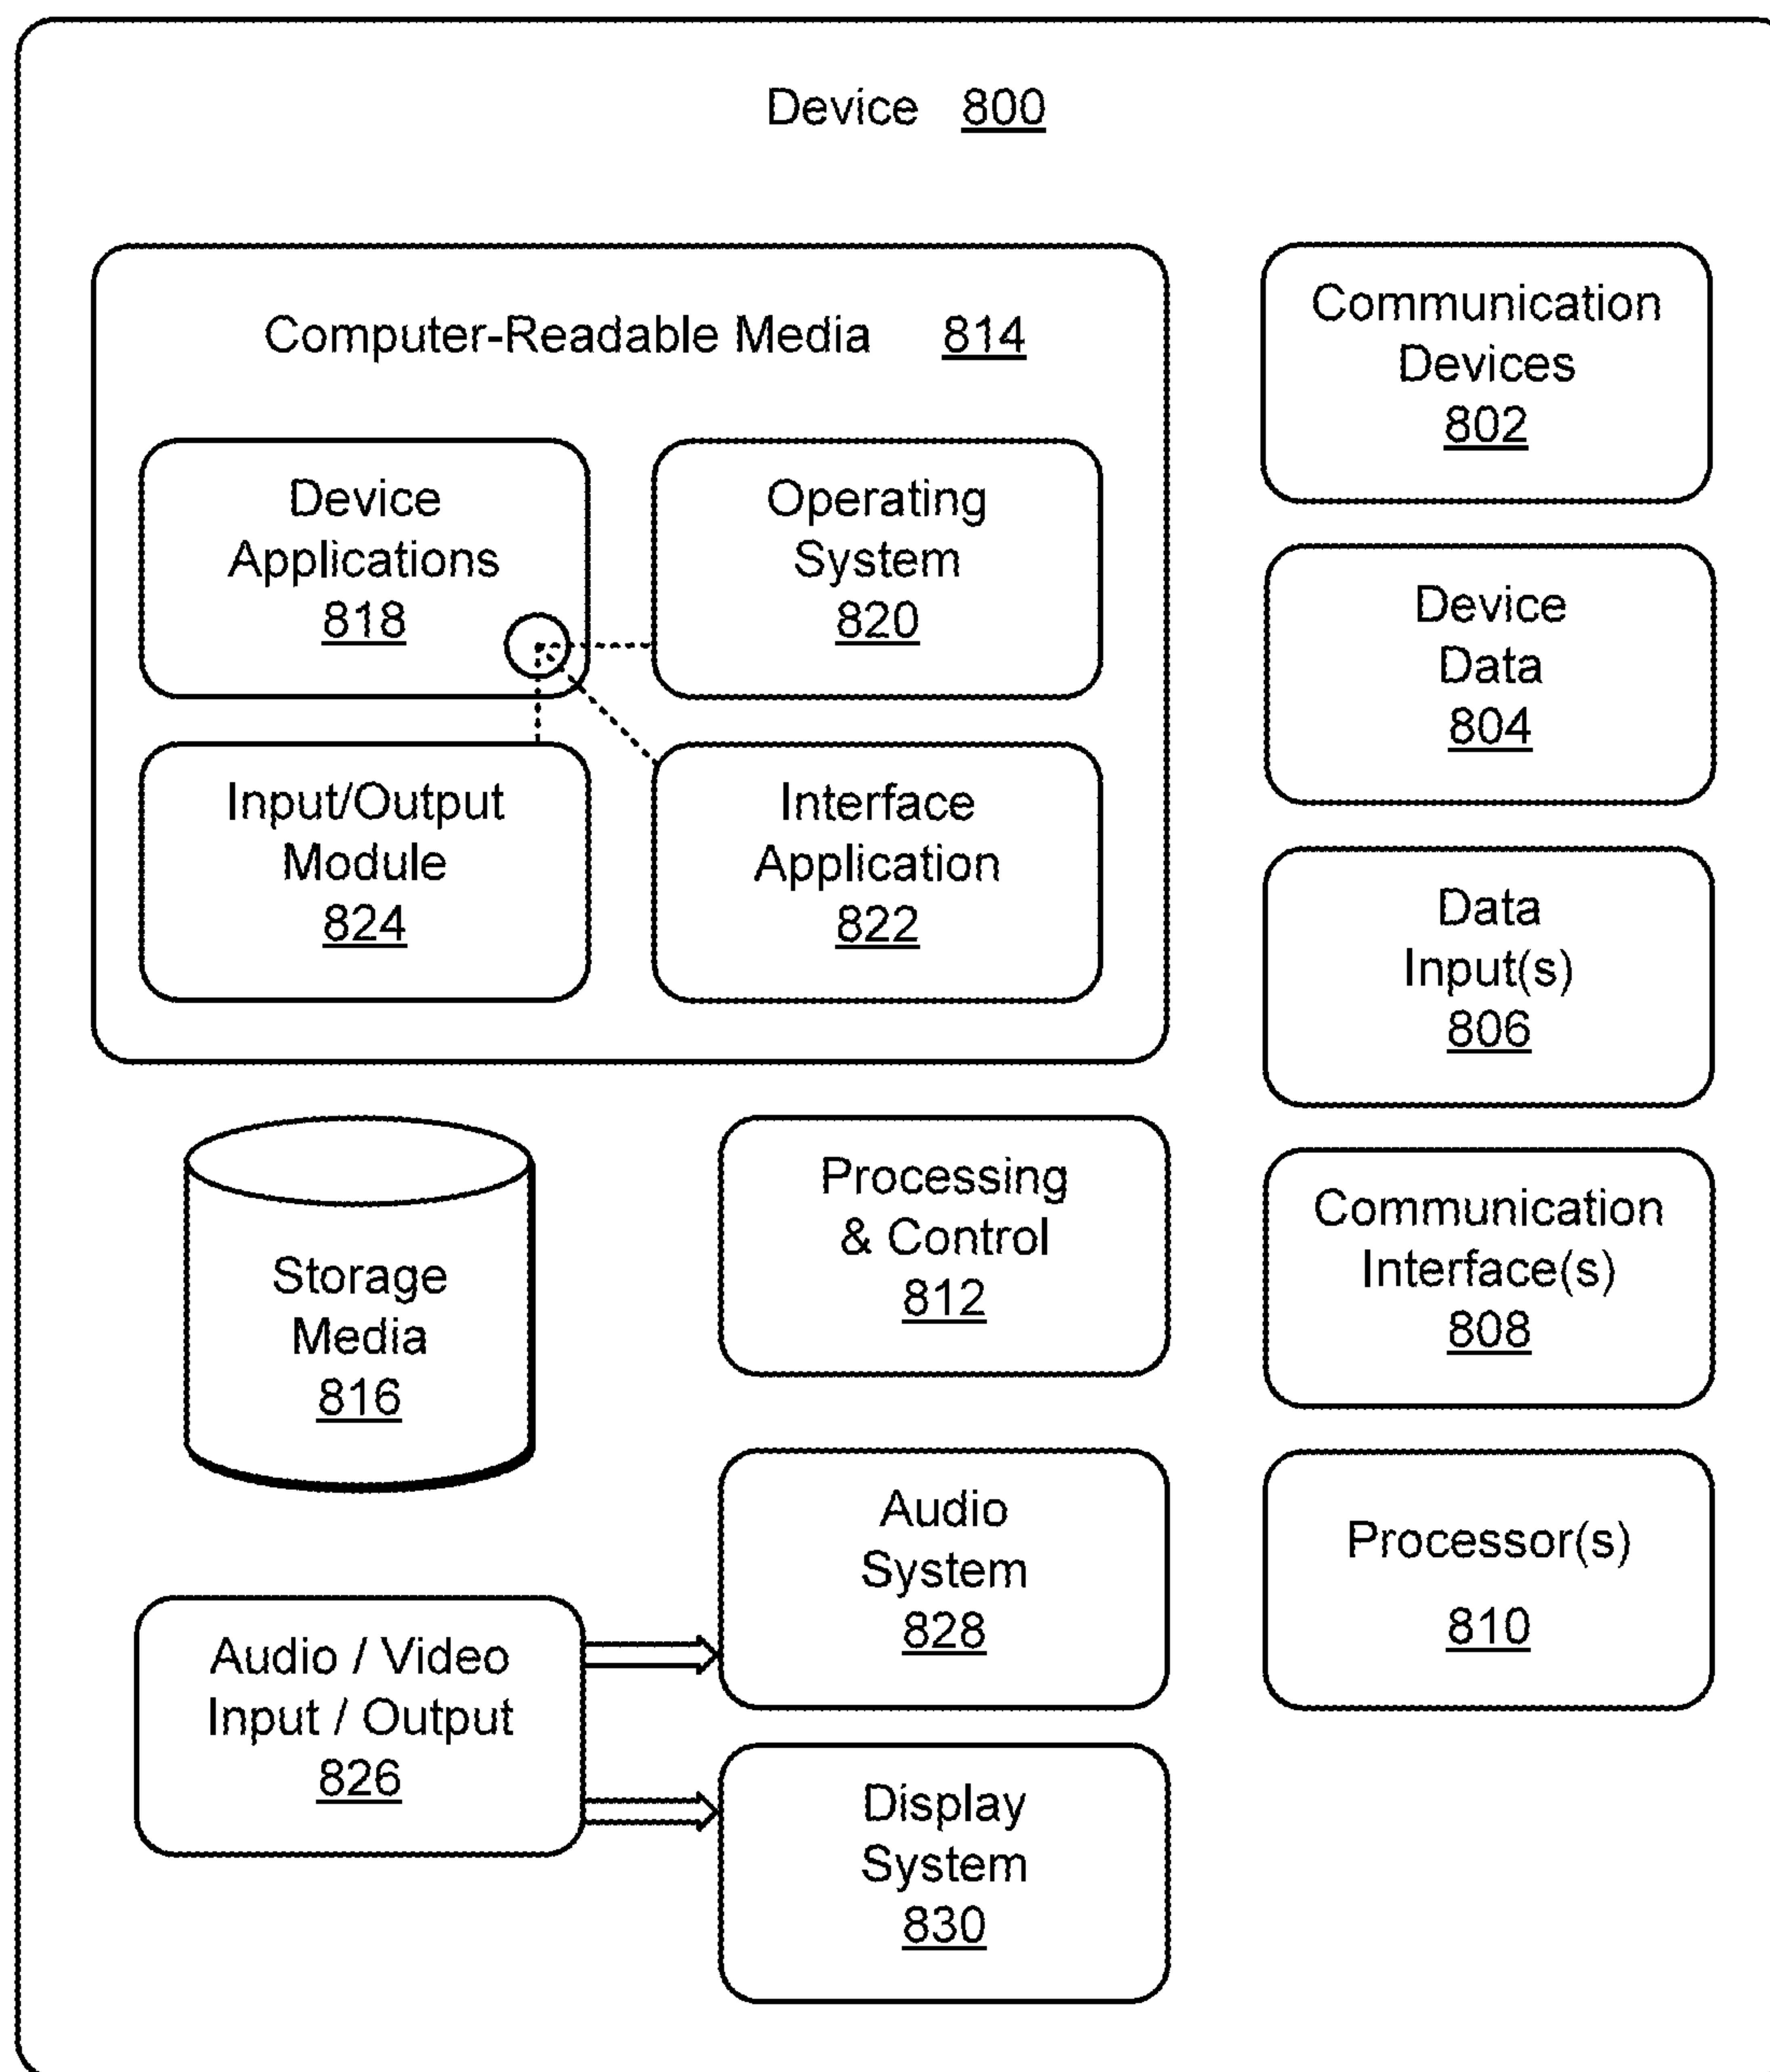 Device 800
Computer-Readable Media 814
Device
Applications
818
Operating
System
820
Input/Output
Module
824
Interface
Application
822
Storage
Media
816
Processing
& Control
812
Audio / Video
Input / Output
826
Audio
System
828
Display
System
830
Communication
Devices
802
Device
Data
804
Data
Input(s)
806
Communication
Interface(s)
808
Processor(s)
810